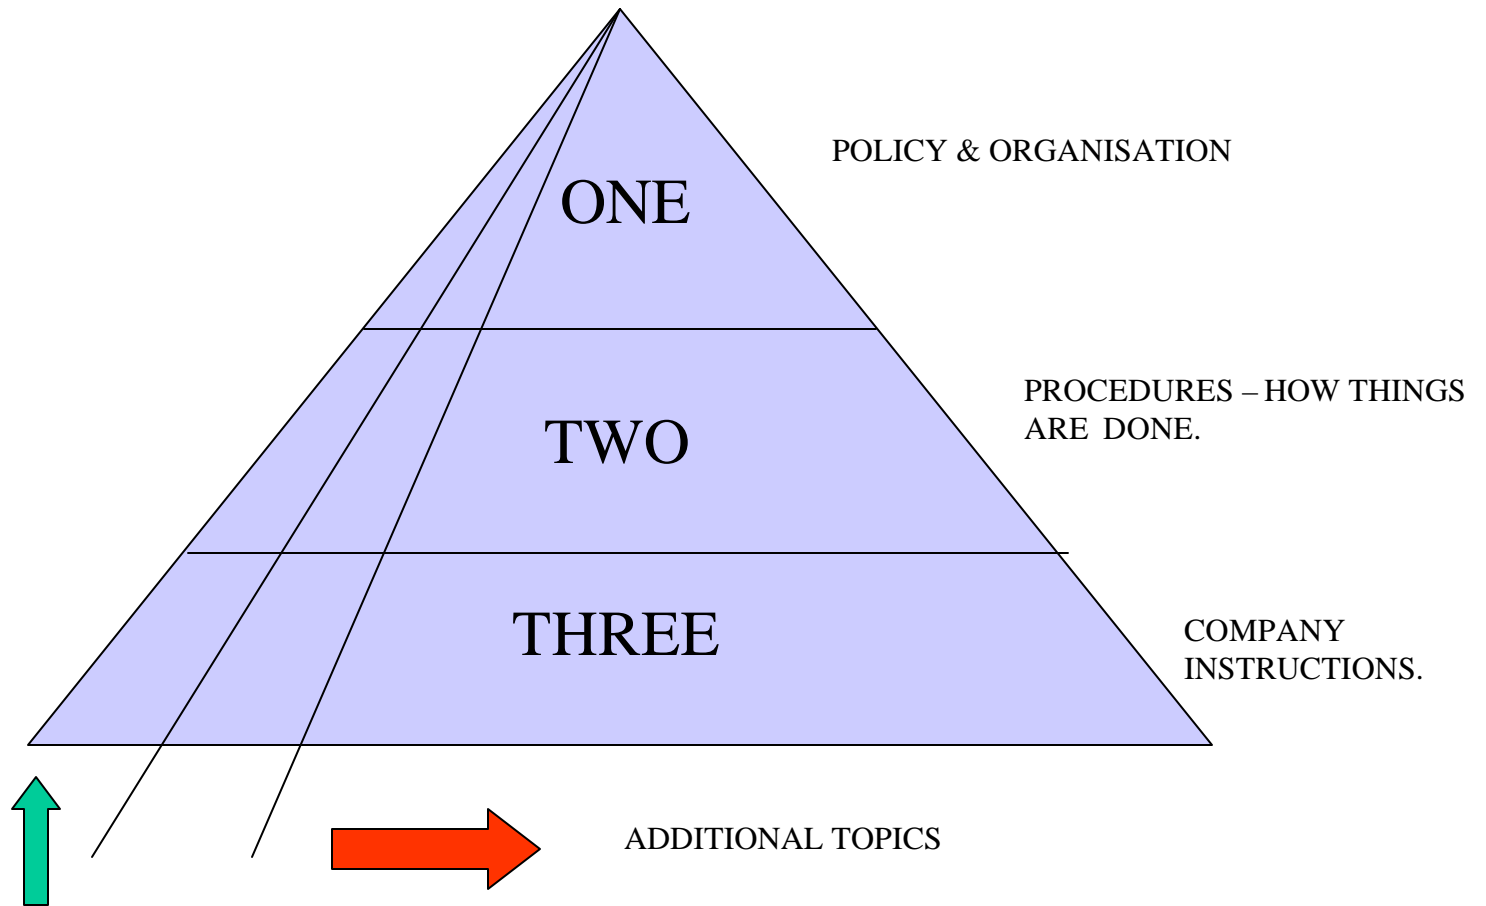 POLICY & ORGANISATION
ONE
PROCEDURES – HOW THINGS
ARE DONE.
TWO
THREE
COMPANY
INSTRUCTIONS.
ADDITIONAL TOPICS